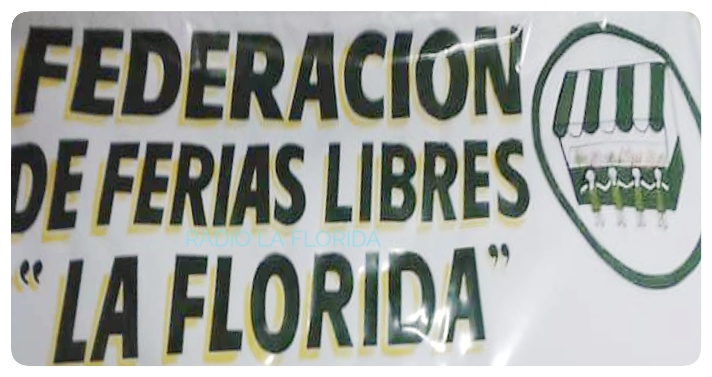 FEDERACION
DE FERIAS LIBRES
RADIO LA FLORIDA
“LA FLORIDA”